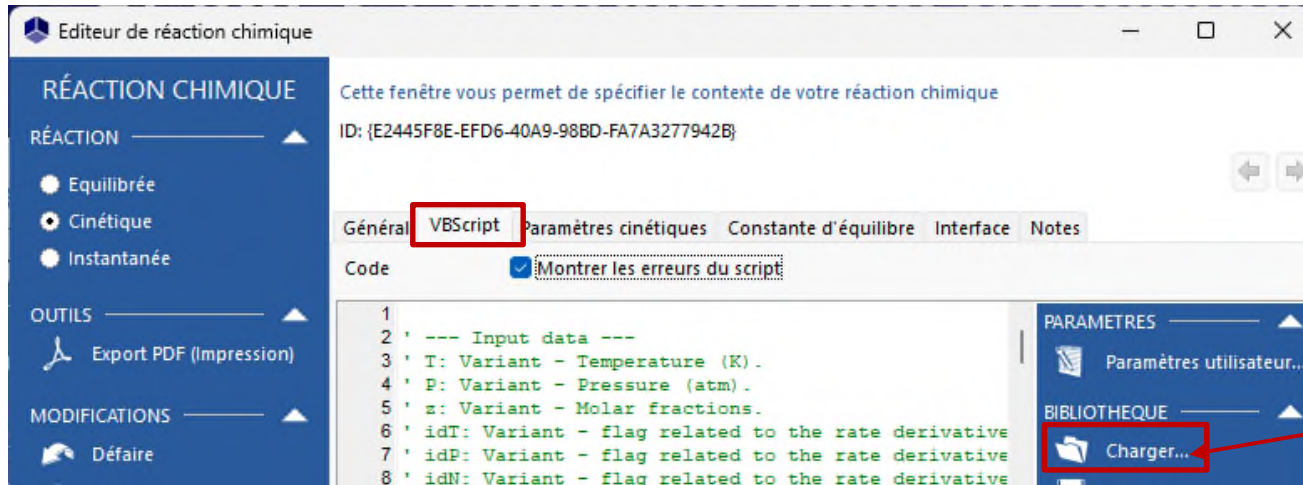 Editeur de réaction chimique
RÉACTION CHIMIQUE
RÉACTION
Equilibrée
Cinétique
Instantanée
OUTILS
Export PDF (Impression)
MODIFICATIONS
Défaire
Cette fenêtre vous permet de spécifier le contexte de votre réaction chimique
ID: {E2445F8E-EFD6-40A9-98BD-FA7A3277942B}
Général VBScript Paramètres cinétiques Constante d'équilibre Interface Notes
Code Montrer les erreurs du script
1
2 ' --- Input data ---
3 ' T: Variant - Temperature (K).
4 ' P: Variant - Pressure (atm).
5 ' z: Variant - Molar fractions.
6 ' idT: Variant - flag related to the rate derivative
7 ' idP: Variant - flag related to the rate derivative
8 ' idN: Variant - flag related to the rate derivative
PARAMETRES
Paramètres utilisateur...
BIBLIOTHEQUE
Charger...